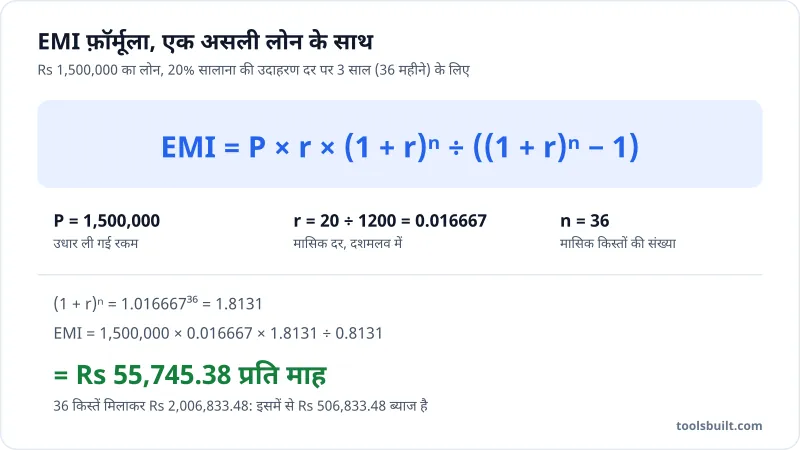 EMI फ़ॉर्मूला, एक असली लोन के साथ
Rs 1,500,000 का लोन, 20% सालाना की उदाहरण दर पर 3 साल (36 महीने) के लिए
EMI = P × r × (1 + r)ⁿ ÷ ((1 + r)ⁿ − 1)
P = 1,500,000
उधार ली गई रकम
r = 20 ÷ 1200 = 0.016667
मासिक दर, दशमलव में
n = 36
मासिक किस्तों की संख्या
(1 + r)ⁿ = 1.016667³⁶ = 1.8131
EMI = 1,500,000 × 0.016667 × 1.8131 ÷ 0.8131
= Rs 55,745.38 प्रति माह
36 किस्तें मिलाकर Rs 2,006,833.48: इसमें से Rs 506,833.48 ब्याज है
toolsbuilt.com